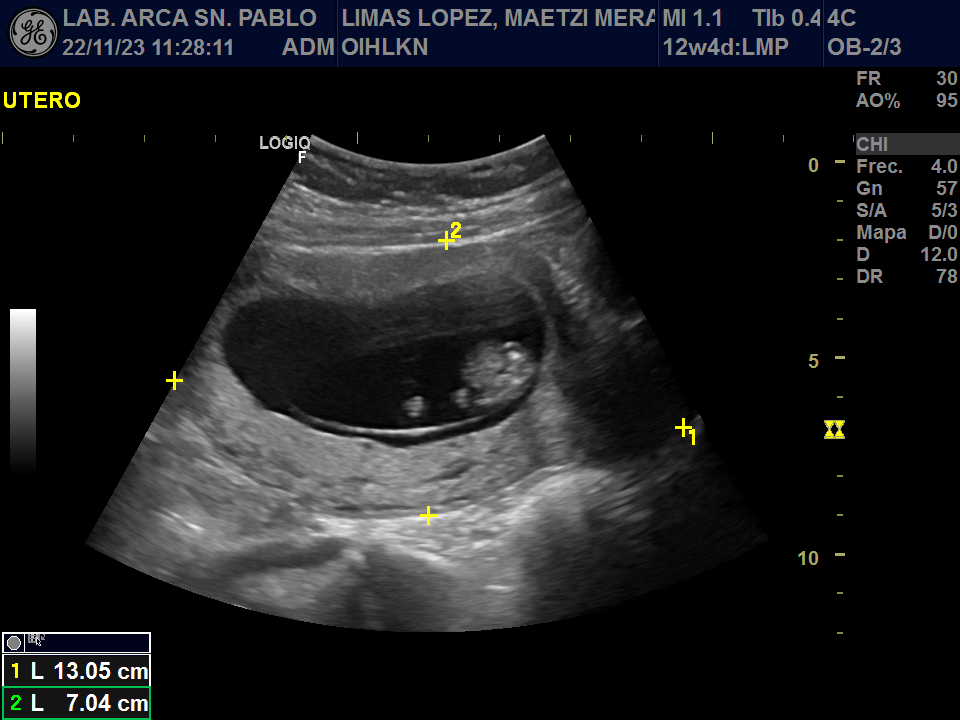 LAB. ARCA SN. PABLO
LIMAS LOPEZ, MAETZI MERA
MI 1.1 TIb 0.4
4C
22/11/23 11:28:11 ADM
OIHLKN
12w4d:LMP
OB-2/3
FR 30
AO% 95
UTERO
LOGIQ
F
CHI
Frec. 4.0
Gn 57
S/A 5/3
Mapa D/0
D 12.0
DR 78
0
2
5
1
10
1 L 13.05 cm
2 L 7.04 cm